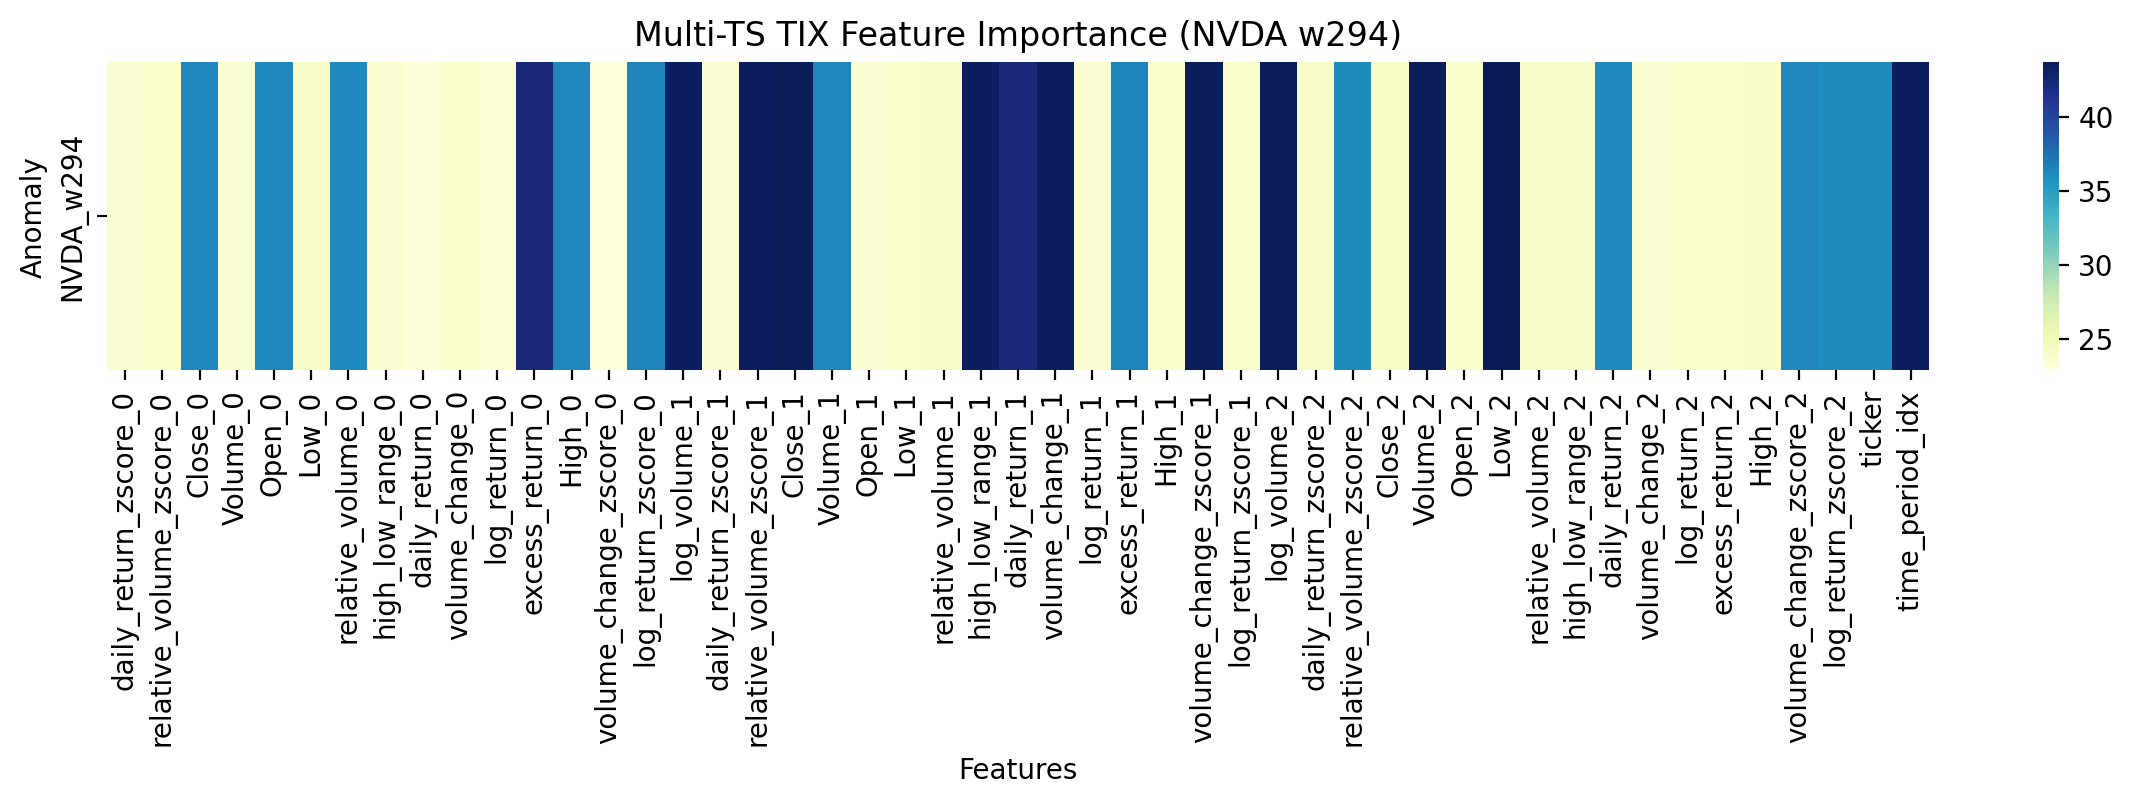 Multi-TS TIX Feature Importance (NVDA w294)
Anomaly
NVDA_w294
40
35
30
25
daily_return_zscore_0
relative_volume_zscore_0
Close_0
Volume_0
Open_0
Low_0
relative_volume_0
high_low_range_0
daily_return_0
volume_change_0
log_return_0
excess_return_0
High_0
volume_change_zscore_0
log_return_zscore_0
log_volume_1
daily_return_zscore_1
relative_volume_zscore_1
Close_1
Volume_1
Open_1
Low_1
relative_volume_1
high_low_range_1
daily_return_1
volume_change_1
log_return_1
excess_return_1
High_1
volume_change_zscore_1
log_return_zscore_1
log_volume_2
daily_return_zscore_2
relative_volume_zscore_2
Close_2
Volume_2
Open_2
Low_2
relative_volume_2
high_low_range_2
daily_return_2
volume_change_2
log_return_2
excess_return_2
High_2
volume_change_zscore_2
log_return_zscore_2
ticker
time_period_idx
Features